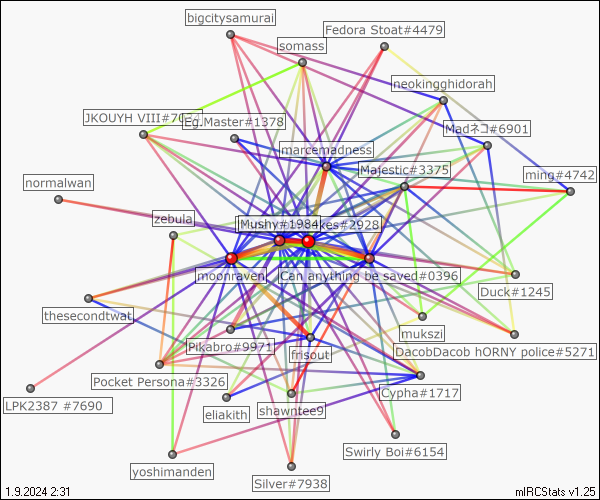 bigcitysamurai
Fedora Stoat#4479
somass
neokingghidorah
JKOUYH VIII#7
Eg.Master#1378
Madネコ#6901
marcemadness
Majestic#3375
ming#4742
normalwan
zebula
Mushy#1984
kes#2928
moonraven
Can anything be saved#0396
Duck#1245
thesecondtwat
mukszi
Pikabro#9971
frisout
DacobDacob hORNY police#5271
Pocket Persona#3326
Cypha#1717
LPK2387 #7690
eliakith
shawntee9
Swirly Boi#6154
yoshimanden
Silver#7938
1.9.2024 2:31
mIRCStats v1.25